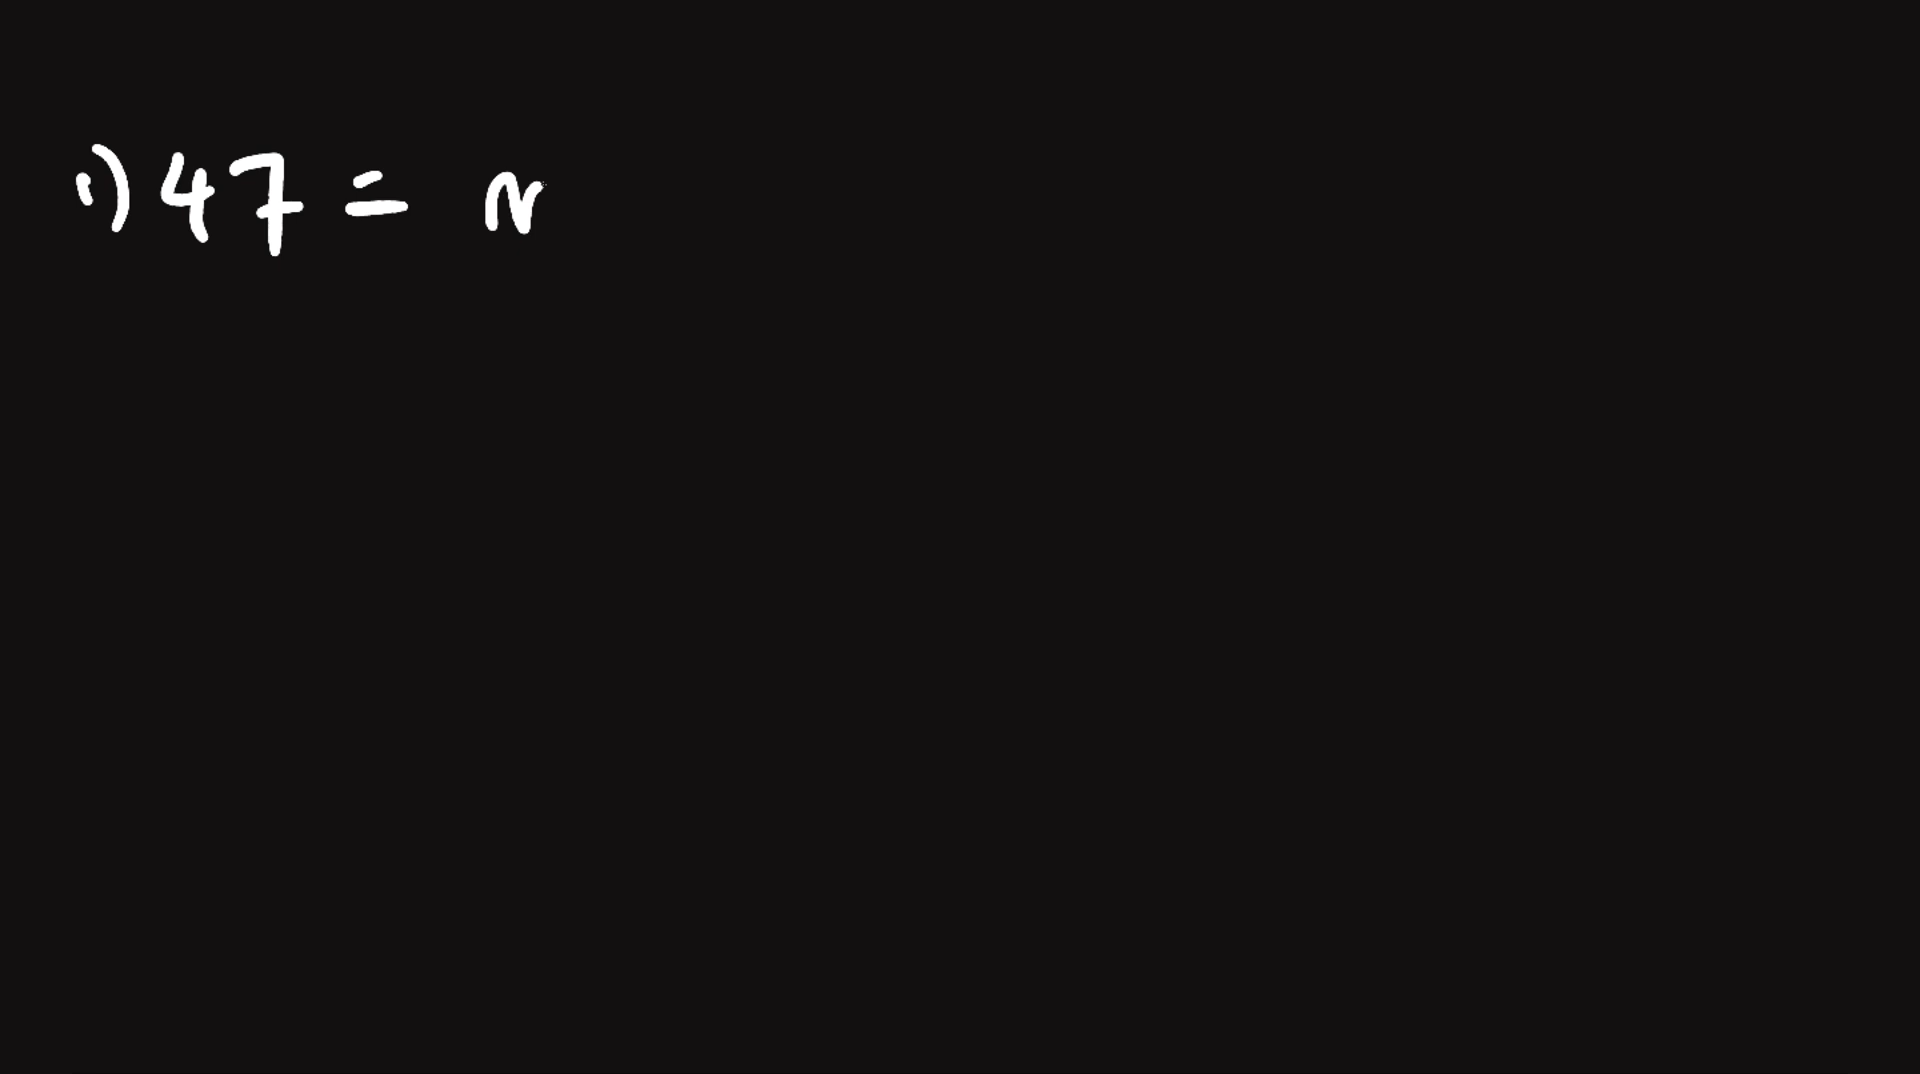 1) 47 = n